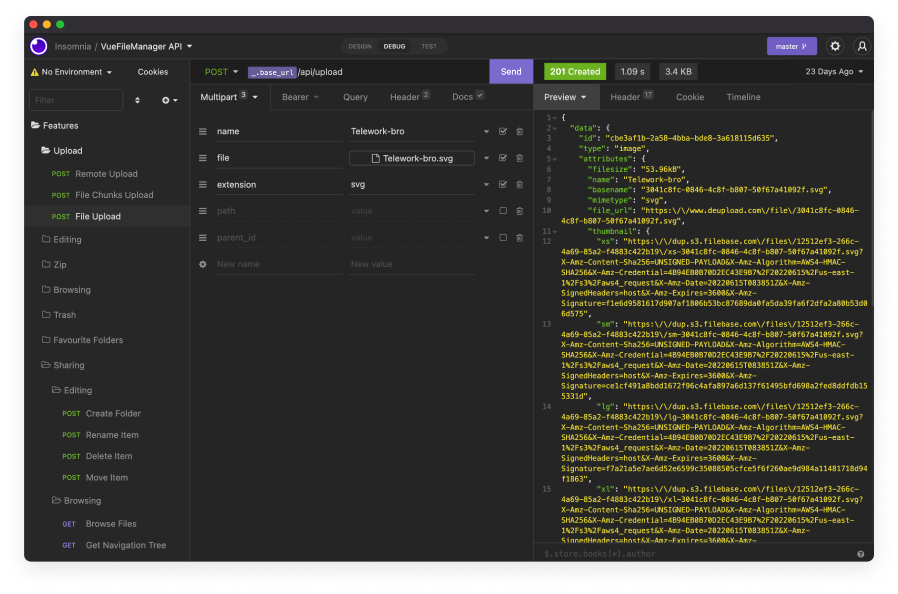 Insomnia / VueFileManager API
DESIGN DEBUG TEST
master
No Environment
Cookies
Filter
Features
Upload
POST Remote Upload
POST File Chunks Upload
POST File Upload
Editing
Zip
Browsing
Trash
Favourite Folders
Sharing
Editing
POST Create Folder
POST Rename Item
POST Delete Item
POST Move Item
Browsing
GET Browse Files
GET Get Navigation Tree
POST _.base_url /api/upload Send
Multipart 3 Bearer Query Header 2 Docs
name Telework-bro
file Telework-bro.svg
extension svg
path value
parent_id value
New name New value
201 Created 1.09 s 3.4 KB 23 Days Ago
Preview Header 17 Cookie Timeline
1 {
2 "data": {
3 "id": "cbe3af1b-2a58-4bba-bde8-3a618115d635",
4 "type": "image",
5 "attributes": {
6 "filesize": "53.96kB",
7 "name": "Telework-bro",
8 "basename": "3041c8fc-0846-4c8f-b807-50f67a41092f.svg",
9 "mimetype": "svg",
10 "file_url": "https:\/\/www.deupload.com\/file\/3041c8fc-0846-
4c8f-b807-50f67a41092f.svg",
11 "thumbnail": {
12 "xs": "https:\/\/dup.s3.filebase.com\/files\/12512ef3-266c-
4a69-85a2-f4883c422b19\/xs-3041c8fc-0846-4c8f-b807-50f67a41092f.svg?
X-Amz-Content-Sha256=UNSIGNED-PAYLOAD&X-Amz-Algorithm=AWS4-HMAC-
SHA256&X-Amz-Credential=4B94EB0B70D2EC43E9B7%2F20220615%2Fus-east-
1%2Fs3%2Faws4_request&X-Amz-Date=20220615T083851Z&X-Amz-
SignedHeaders=host&X-Amz-Expires=3600&X-Amz-
Signature=f1e6d9581617d907af1806b53bc87689da0fa5da39fa6f2dfa2a80b53d0
6d575",
13 "sm": "https:\/\/dup.s3.filebase.com\/files\/12512ef3-266c-
4a69-85a2-f4883c422b19\/sm-3041c8fc-0846-4c8f-b807-50f67a41092f.svg?
X-Amz-Content-Sha256=UNSIGNED-PAYLOAD&X-Amz-Algorithm=AWS4-HMAC-
SHA256&X-Amz-Credential=4B94EB0B70D2EC43E9B7%2F20220615%2Fus-east-
1%2Fs3%2Faws4_request&X-Amz-Date=20220615T083851Z&X-Amz-
SignedHeaders=host&X-Amz-Expires=3600&X-Amz-
Signature=ce1cf491a8bdd1672f96c4afa897a6d137f61495bfd698a2fed8ddfdb15
5331d",
14 "lg": "https:\/\/dup.s3.filebase.com\/files\/12512ef3-266c-
4a69-85a2-f4883c422b19\/lg-3041c8fc-0846-4c8f-b807-50f67a41092f.svg?
X-Amz-Content-Sha256=UNSIGNED-PAYLOAD&X-Amz-Algorithm=AWS4-HMAC-
SHA256&X-Amz-Credential=4B94EB0B70D2EC43E9B7%2F20220615%2Fus-east-
1%2Fs3%2Faws4_request&X-Amz-Date=20220615T083851Z&X-Amz-
SignedHeaders=host&X-Amz-Expires=3600&X-Amz-
Signature=f7a21a5e7ae6d52e6599c35088505cfce5f6f260ae9d984a11481718d94
f1863",
15 "xl": "https:\/\/dup.s3.filebase.com\/files\/12512ef3-266c-
4a69-85a2-f4883c422b19\/xl-3041c8fc-0846-4c8f-b807-50f67a41092f.svg?
X-Amz-Content-Sha256=UNSIGNED-PAYLOAD&X-Amz-Algorithm=AWS4-HMAC-
SHA256&X-Amz-Credential=4B94EB0B70D2EC43E9B7%2F20220615%2Fus-east-
1%2Fs3%2Faws4_request&X-Amz-Date=20220615T083851Z&X-Amz-
SignedHeaders=host&X-Amz-Expires=3600&X-Amz-
$.store.books[*].author